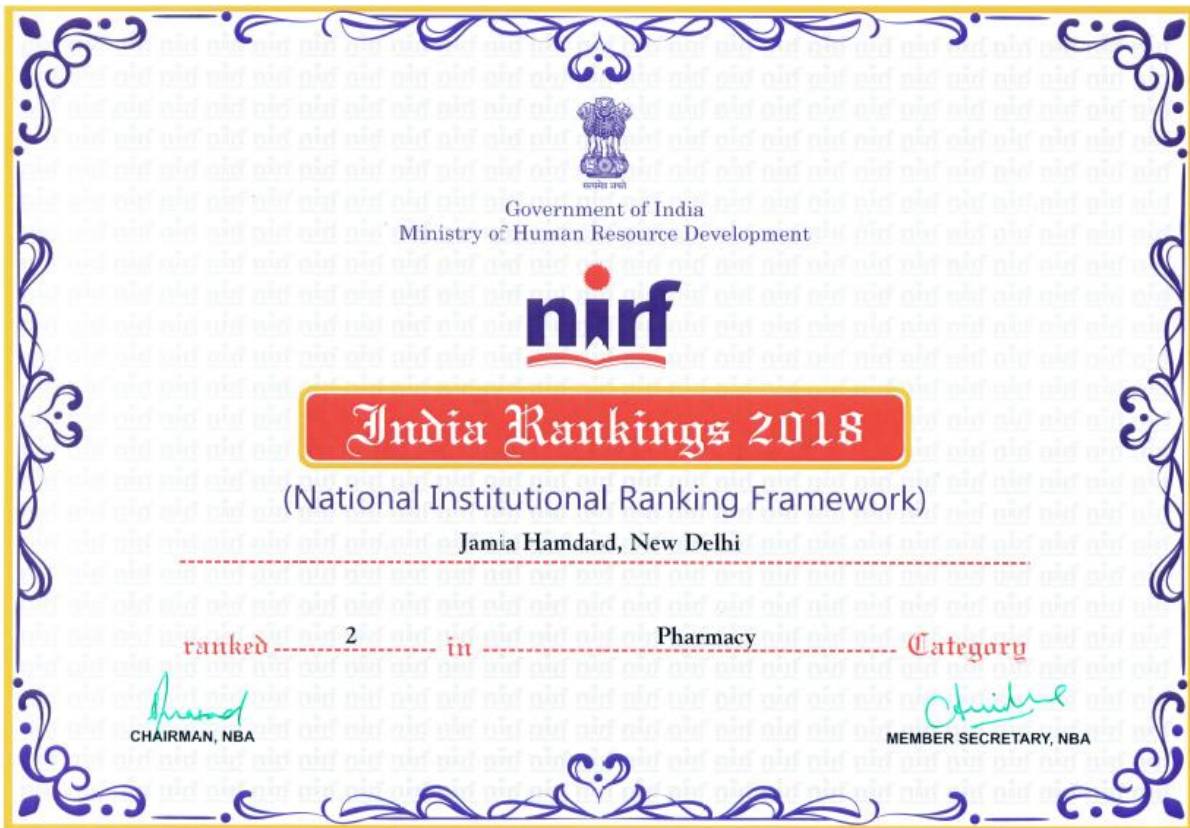 सत्यमेव जयते
Government of India
Ministry of Human Resource Development
nirf
India Rankings 2018
(National Institutional Ranking Framework)
Jamia Hamdard, New Delhi
ranked 2 in Pharmacy Category
CHAIRMAN, NBA
MEMBER SECRETARY, NBA